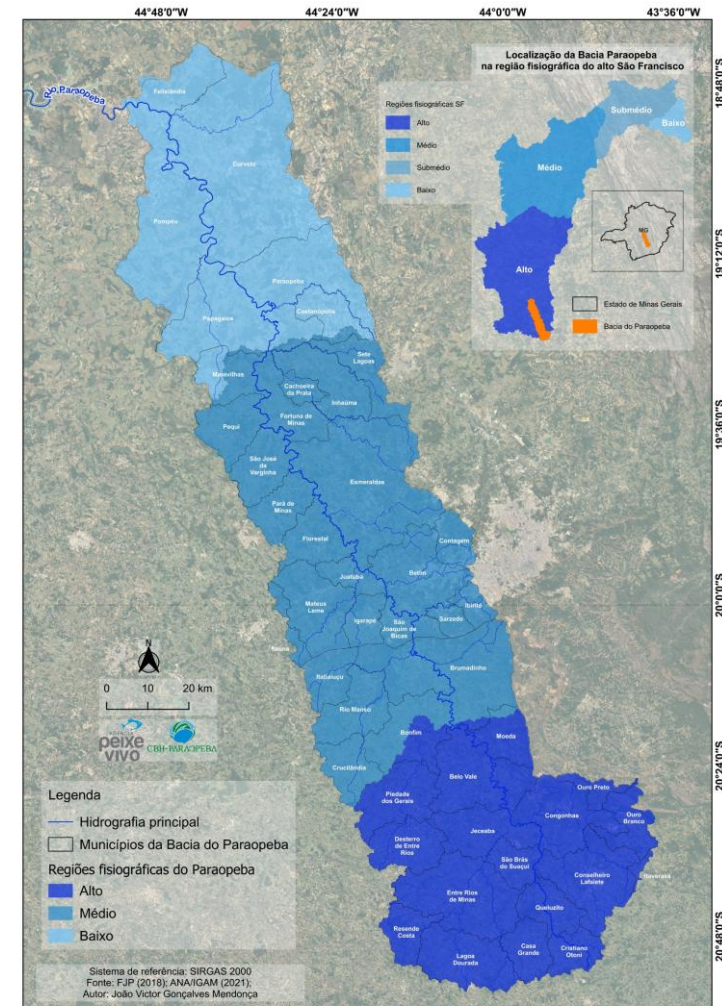 44°48'0"W
44°24'0"W
44°0'0"W
43°36'0"W
18°48'0"S
19°12'0"S
19°36'0"S
20°0'0"S
20°24'0"S
20°48'0"S
Localização da Bacia Paraopeba
na região fisiográfica do alto São Francisco
Regiões fisiográficas SF
Alto
Médio
Submédio
Baixo
Submédio
Baixo
Médio
Alto
MG
Estado de Minas Gerais
Bacia do Paraopeba
Rio Paraopeba
Felixlândia
Curvelo
Pompéu
Paraopeba
Caetanópolis
Papagaios
Maravilhas
Sete
Lagoas
Cachoeira
da Prata
Inhaúma
Fortuna de
Minas
Pequi
São José
da
Varginha
Esmeraldas
Pará de
Minas
Florestal
Contagem
Betim
Juatuba
Mateus
Leme
Igarapé
São
Joaquim de
Bicas
Ibirité
Sarzedo
Itaúna
Brumadinho
Itatiaiuçu
Rio Manso
Bonfim
Moeda
Crucilândia
Belo Vale
Piedade
dos Gerais
Ouro Preto
Ouro
Branco
Congonhas
Jeceaba
Desterro
de Entre
Rios
São Brás
do Suaçuí
Conselheiro
Lafaiete
Itaverava
Entre Rios
de Minas
Queluzito
Resende
Costa
Casa
Grande
Cristiano
Otoni
Lagoa
Dourada
N
0 10 20 km
AGÊNCIA
peixe
vivo
CBH-PARAOPEBA
Legenda
Hidrografia principal
Municípios da Bacia do Paraopeba
Regiões fisiográficas do Paraopeba
Alto
Médio
Baixo
Sistema de referência: SIRGAS 2000
Fonte: FJP (2018); ANA/IGAM (2021);
Autor: João Victor Gonçalves Mendonça